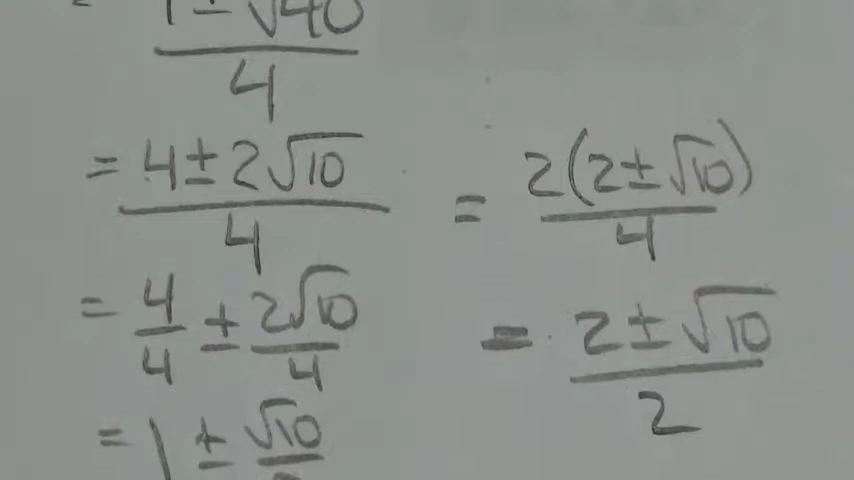 √40
4
= 4 ± 2√10
4
= 4/4 ± 2√10/4
= 1 ± √10
= 2(2 ± √10)
4
= 2 ± √10
2